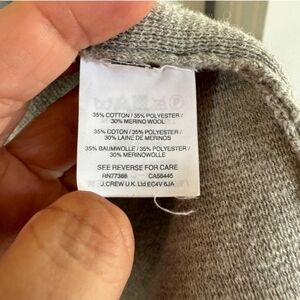 35% COTTON / 35% POLYESTER /
30% MERINO WOOL
35% COTON / 35% POLYESTER /
30% LAINE DE MERINOS
35% BAUMWOLLE / 35% POLYESTER /
30% MERINOWOLLE
SEE REVERSE FOR CARE
RN77388 CA56445
J.CREW U.K. Ltd EC4V 6JA